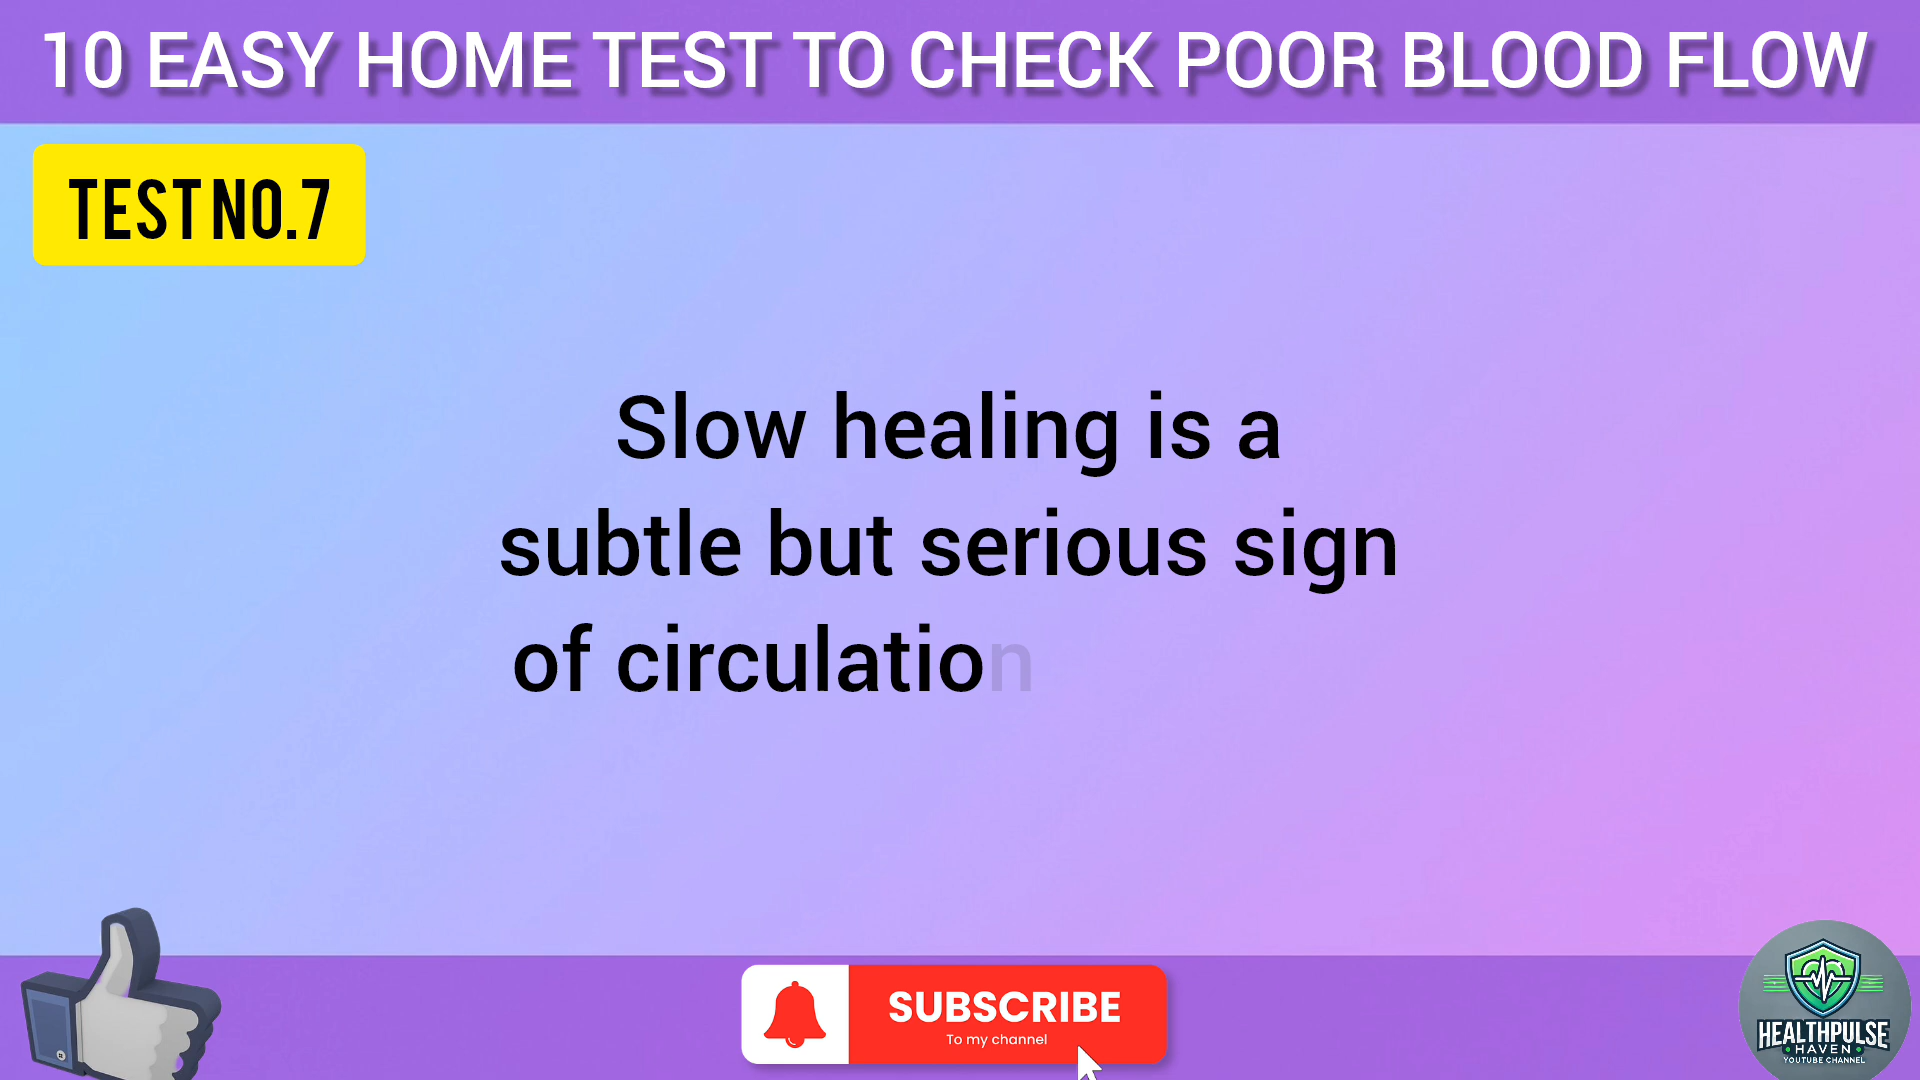 10 EASY HOME TEST TO CHECK POOR BLOOD FLOW
TEST NO.7
Slow healing is a
subtle but serious sign
of circulation
SUBSCRIBE
To my channel
HEALTHPULSE
HAVEN
YOUTUBE CHANNEL